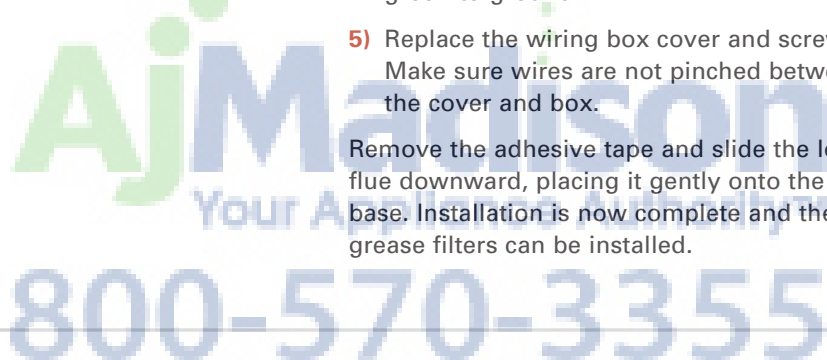 5) Replace the wiring box cover and screw
Make sure wires are not pinched
the cover and box.
Remove the adhesive tape and slide the
flue downward, placing it gently onto the
base. Installation is now complete and the
grease filters can be installed.
AjMadison
Your Appliance Authority™
800-570-3355